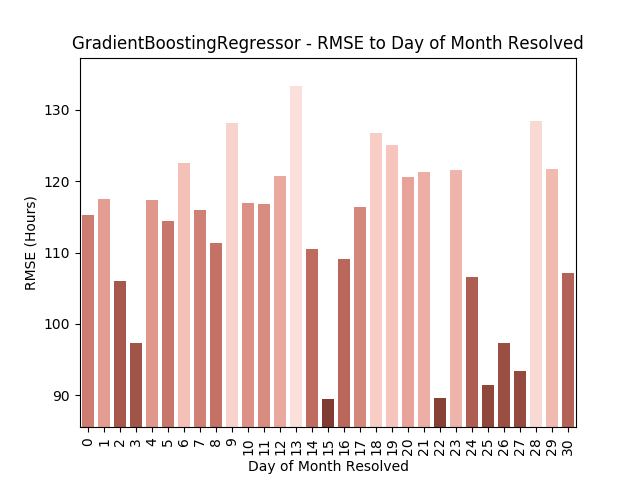 GradientBoostingRegressor - RMSE to Day of Month Resolved
130
120
110
100
90
RMSE (Hours)
0 1 2 3 4 5 6 7 8 9 10 11 12 13 14 15 16 17 18 19 20 21 22 23 24 25 26 27 28 29 30
Day of Month Resolved